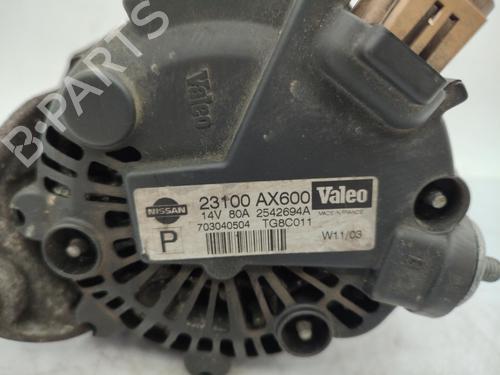 B-PARTS
Valeo
NISSAN
23100 AX600 Valeo
14V 80A 2542694A MADE IN FRANCE
703040504 TG8C011
P
W11/03